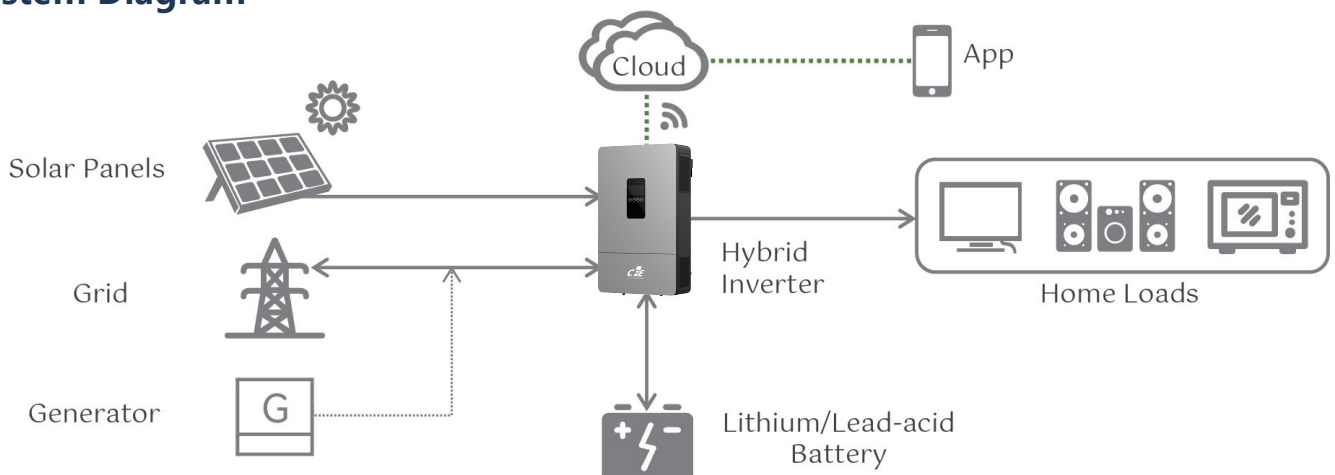 stem Diagram
Cloud
App
Solar Panels
Hybrid
Inverter
Grid
Home Loads
Generator
G
Lithium/Lead-acid
Battery